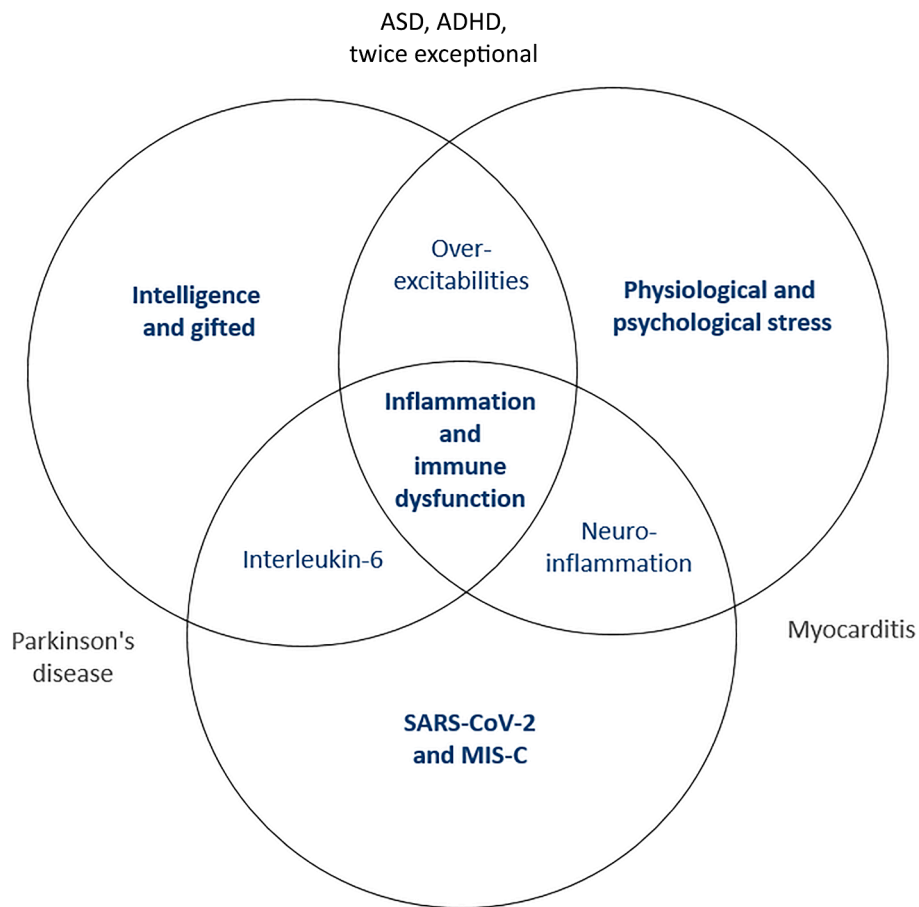 ASD, ADHD,
twice exceptional
Over-
excitabilities
Intelligence
and gifted
Physiological and
psychological stress
Inflammation
and
immune
dysfunction
Interleukin-6
Neuro-
inflammation
Parkinson's
disease
Myocarditis
SARS-CoV-2
and MIS-C